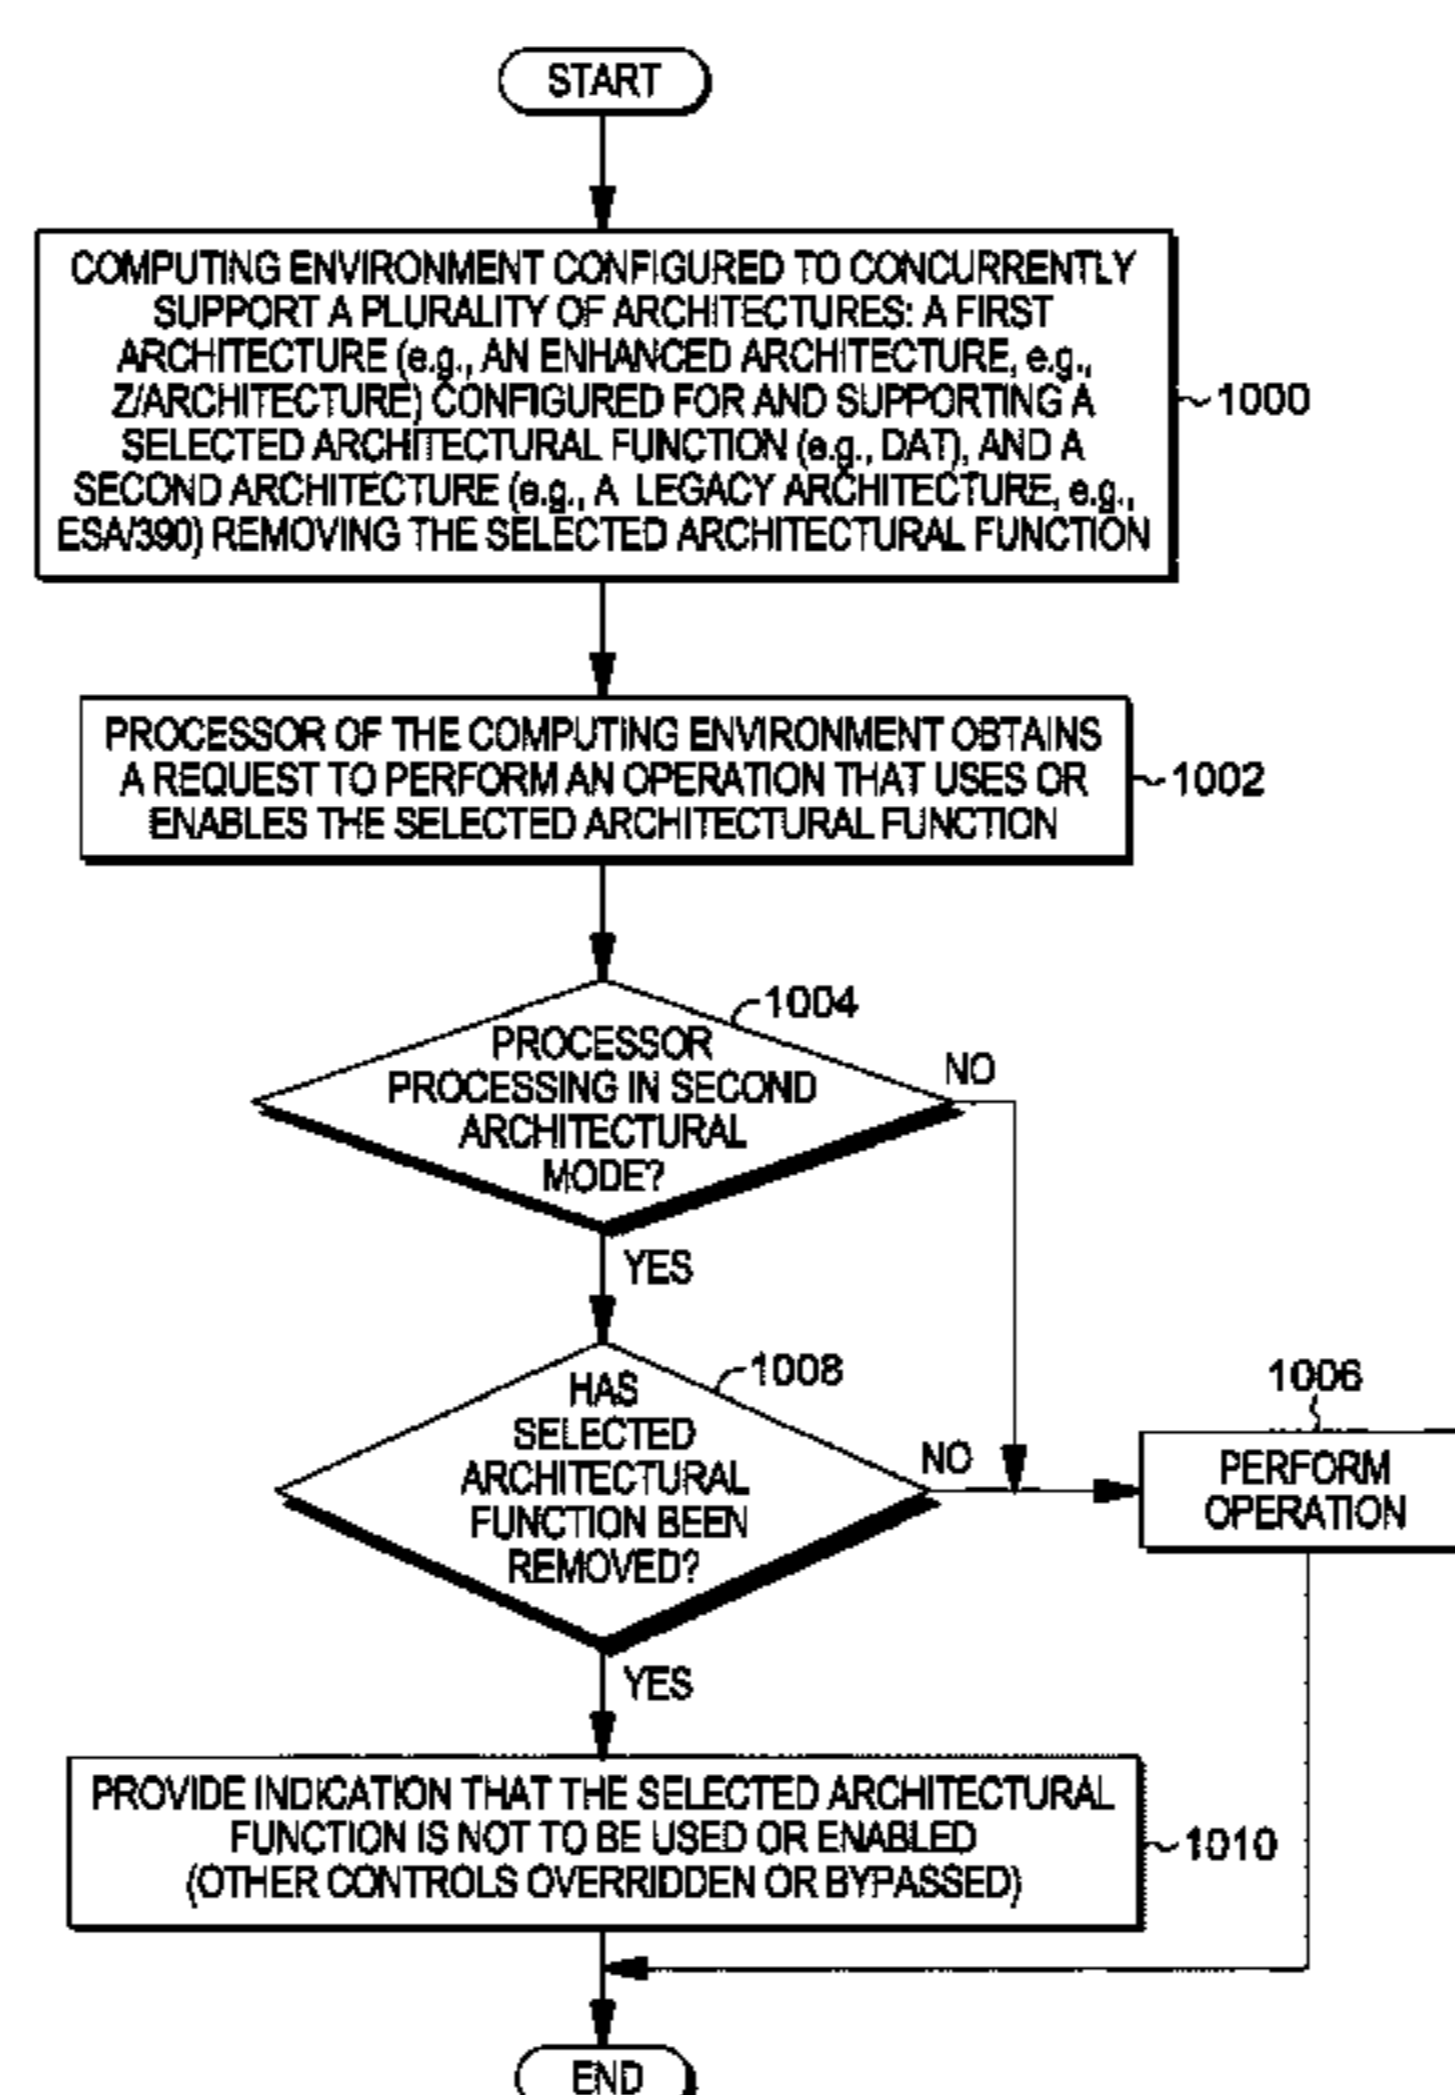 START
COMPUTING ENVIRONMENT CONFIGURED TO CONCURRENTLY
SUPPORT A PLURALITY OF ARCHITECTURES: A FIRST
ARCHITECTURE (e.g., AN ENHANCED ARCHITECTURE, e.g.,
Z/ARCHITECTURE) CONFIGURED FOR AND SUPPORTING A
SELECTED ARCHITECTURAL FUNCTION (e.g., DAT), AND A
SECOND ARCHITECTURE (e.g., A LEGACY ARCHITECTURE, e.g.,
ESA/390) REMOVING THE SELECTED ARCHITECTURAL FUNCTION
1000
PROCESSOR OF THE COMPUTING ENVIRONMENT OBTAINS
A REQUEST TO PERFORM AN OPERATION THAT USES OR
ENABLES THE SELECTED ARCHITECTURAL FUNCTION
1002
1004
PROCESSOR
PROCESSING IN SECOND
ARCHITECTURAL
MODE?
NO
YES
1008
HAS
SELECTED
ARCHITECTURAL
FUNCTION BEEN
REMOVED?
NO
1006
PERFORM
OPERATION
YES
PROVIDE INDICATION THAT THE SELECTED ARCHITECTURAL
FUNCTION IS NOT TO BE USED OR ENABLED
(OTHER CONTROLS OVERRIDDEN OR BYPASSED)
1010
END